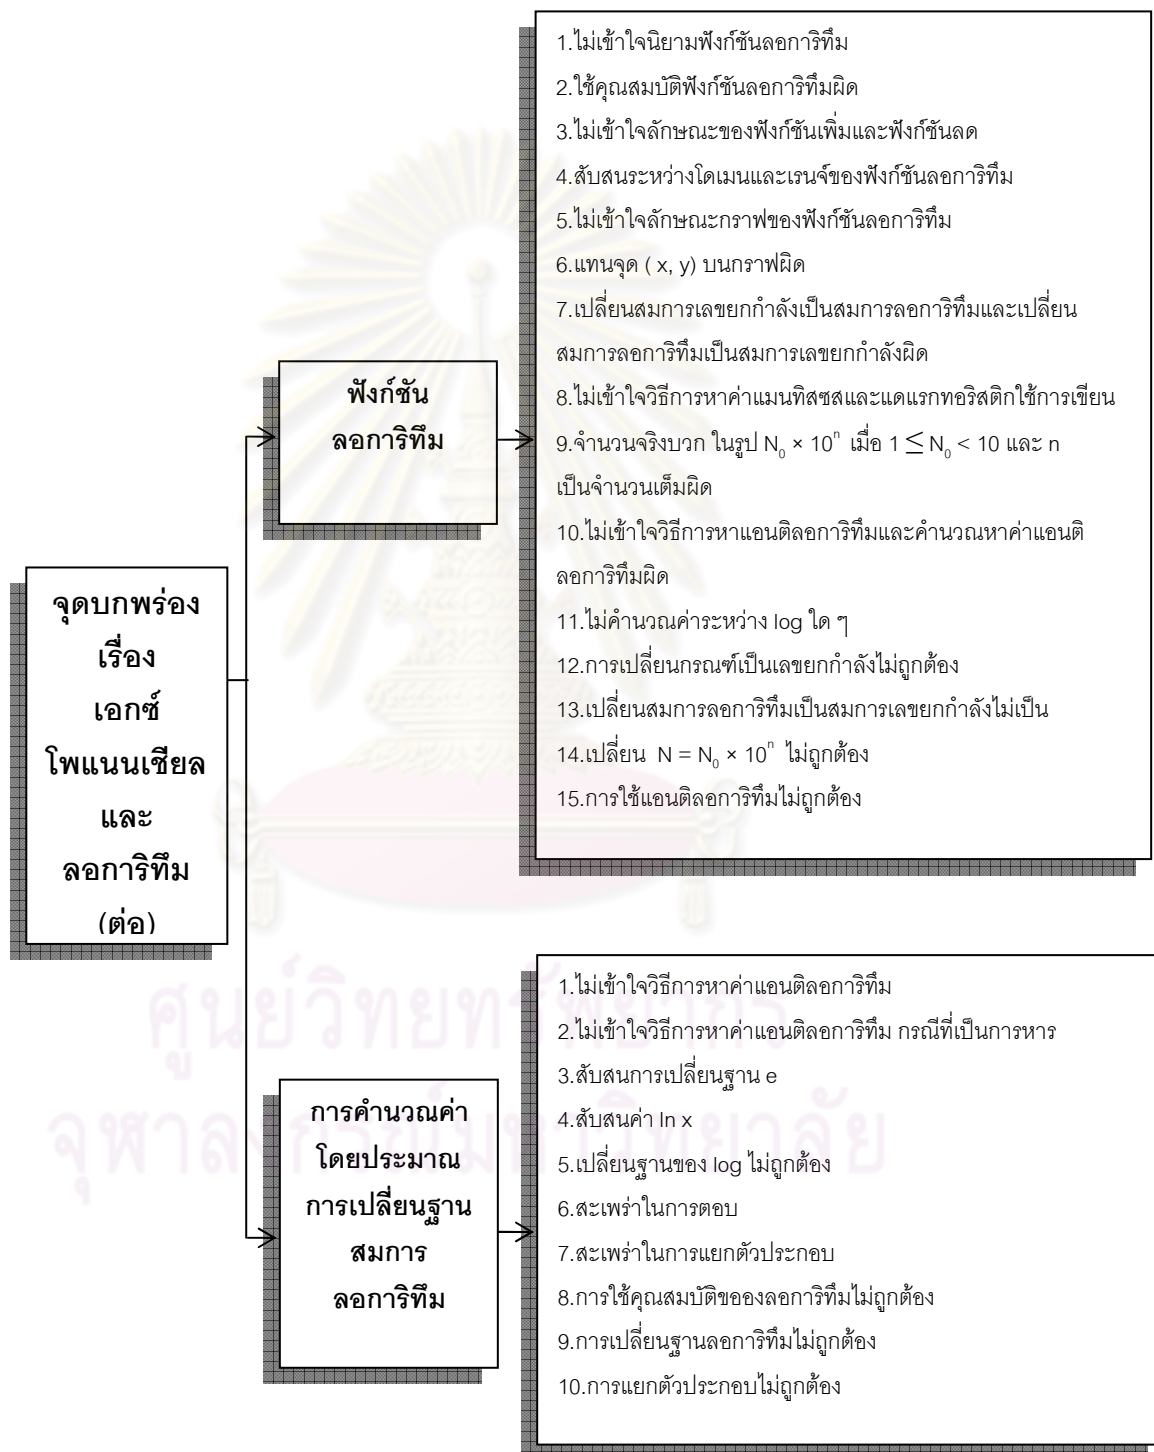 1.ไม่เข้าใจนิยามฟังก์ชันลอการิทึม
2.ใช้คุณสมบัติฟังก์ชันลอการิทึมผิด
3.ไม่เข้าใจลักษณะของฟังก์ชันเพิ่มและฟังก์ชันลด
4.สับสนระหว่างโดเมนและเรนจ์ของฟังก์ชันลอการิทึม
5.ไม่เข้าใจลักษณะกราฟของฟังก์ชันลอการิทึม
6.แทนจุด ( x, y) บนกราฟผิด
7.เปลี่ยนสมการเลขยกกำลังเป็นสมการลอการิทึมและเปลี่ยน
สมการลอการิทึมเป็นสมการเลขยกกำลังผิด
8.ไม่เข้าใจวิธีการหาค่าแมนทิสซสและแดแรกทอริสติกใช้การเขียน
9.จำนวนจริงบวก ในรูป N₀ × 10ⁿ เมื่อ 1 ≤ N₀ < 10 และ n
เป็นจำนวนเต็มผิด
10.ไม่เข้าใจวิธีการหาแอนติลอการิทึมและคำนวณหาค่าแอนติ
ลอการิทึมผิด
11.ไม่คำนวณค่าระหว่าง log ใด ๆ
12.การเปลี่ยนกรณฑ์เป็นเลขยกกำลังไม่ถูกต้อง
13.เปลี่ยนสมการลอการิทึมเป็นสมการเลขยกกำลังไม่เป็น
14.เปลี่ยน N = N₀ × 10ⁿ ไม่ถูกต้อง
15.การใช้แอนติลอการิทึมไม่ถูกต้อง
ฟังก์ชัน
ลอการิทึม
จุดบกพร่อง
เรื่อง
เอกซ์
โพแนนเชียล
และ
ลอการิทึม
(ต่อ)
1.ไม่เข้าใจวิธีการหาค่าแอนติลอการิทึม
2.ไม่เข้าใจวิธีการหาค่าแอนติลอการิทึม กรณีที่เป็นการหาร
3.สับสนการเปลี่ยนฐาน e
4.สับสนค่า ln x
5.เปลี่ยนฐานของ log ไม่ถูกต้อง
6.สะเพร่าในการตอบ
7.สะเพร่าในการแยกตัวประกอบ
8.การใช้คุณสมบัติขอองลอการิทึมไม่ถูกต้อง
9.การเปลี่ยนฐานลอการิทึมไม่ถูกต้อง
10.การแยกตัวประกอบไม่ถูกต้อง
การคำนวณค่า
โดยประมาณ
การเปลี่ยนฐาน
สมการ
ลอการิทึม
ศูนย์วิทยทรัพยากร
จุฬาลงกรณ์มหาวิทยาลัย